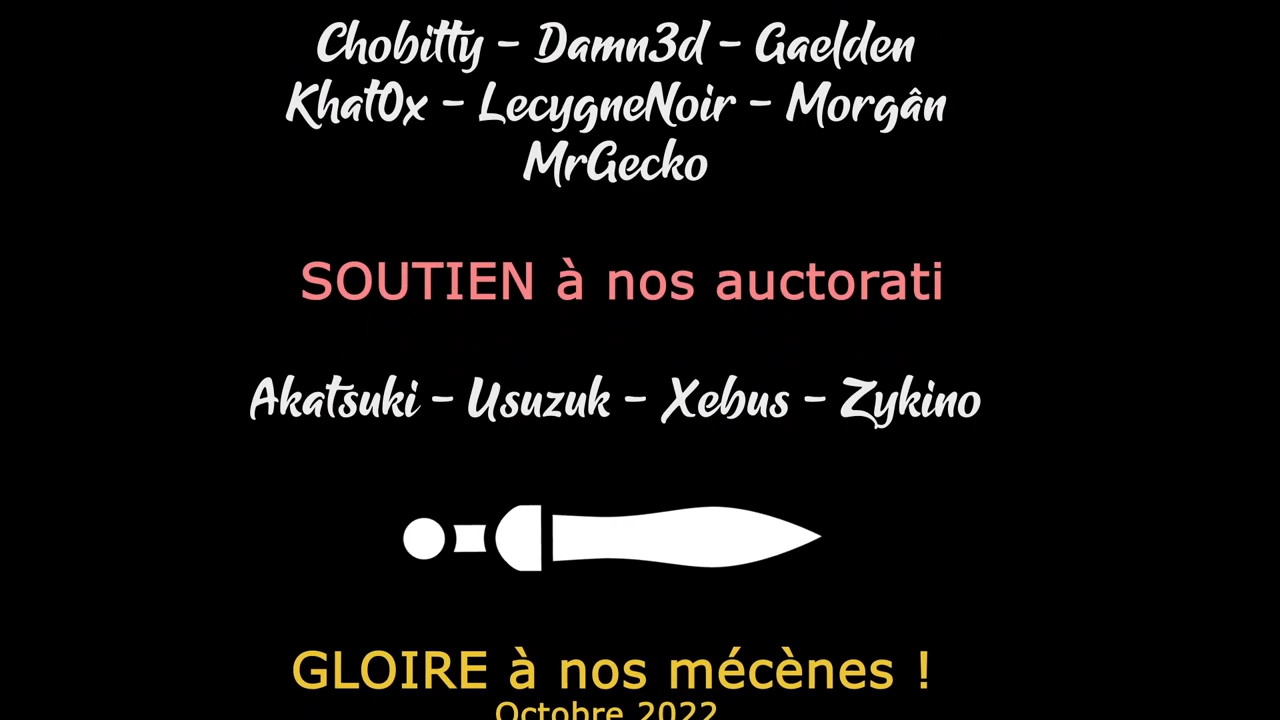 Chobitty - Damn3d - Gaelden
Khat0x - LecygneNoir - Morgân
MrGecko
SOUTIEN à nos auctorati
Akatsuki - Usuzuk - Xebus - Zykino
GLOIRE à nos mécènes !
Octobre 2022